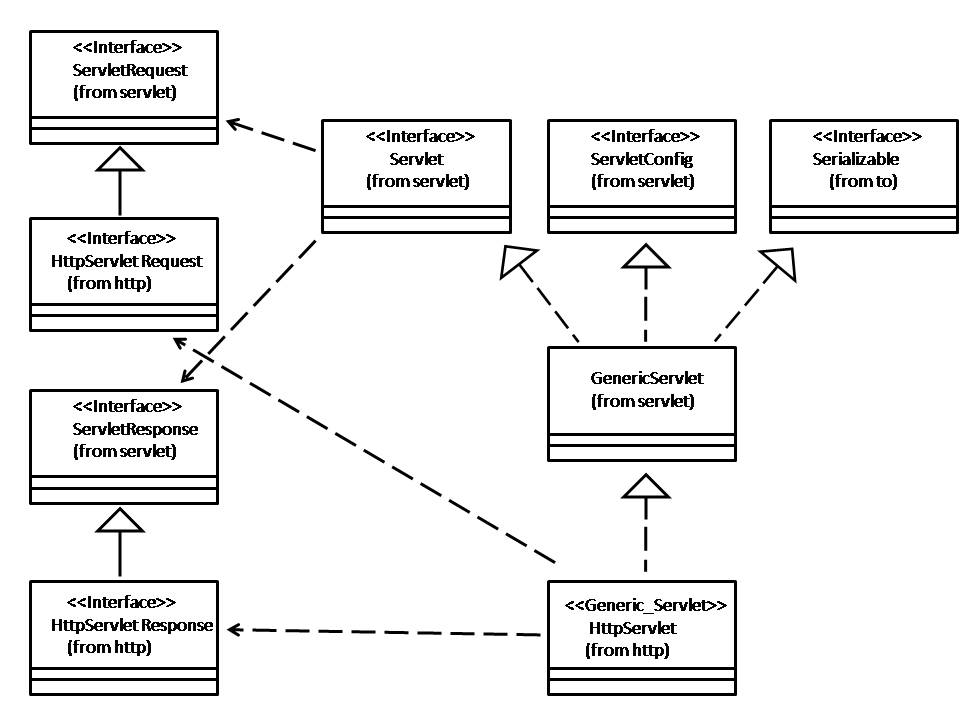 <<Interface>>
ServletRequest
(from servlet)
<<Interface>>
Servlet
(from servlet)
<<Interface>>
ServletConfig
(from servlet)
<<Interface>>
Serializable
(from to)
<<Interface>>
HttpServlet Request
(from http)
<<Interface>>
ServletResponse
(from servlet)
GenericServlet
(from servlet)
<<Interface>>
HttpServlet Response
(from http)
<<Generic_Servlet>>
HttpServlet
(from http)